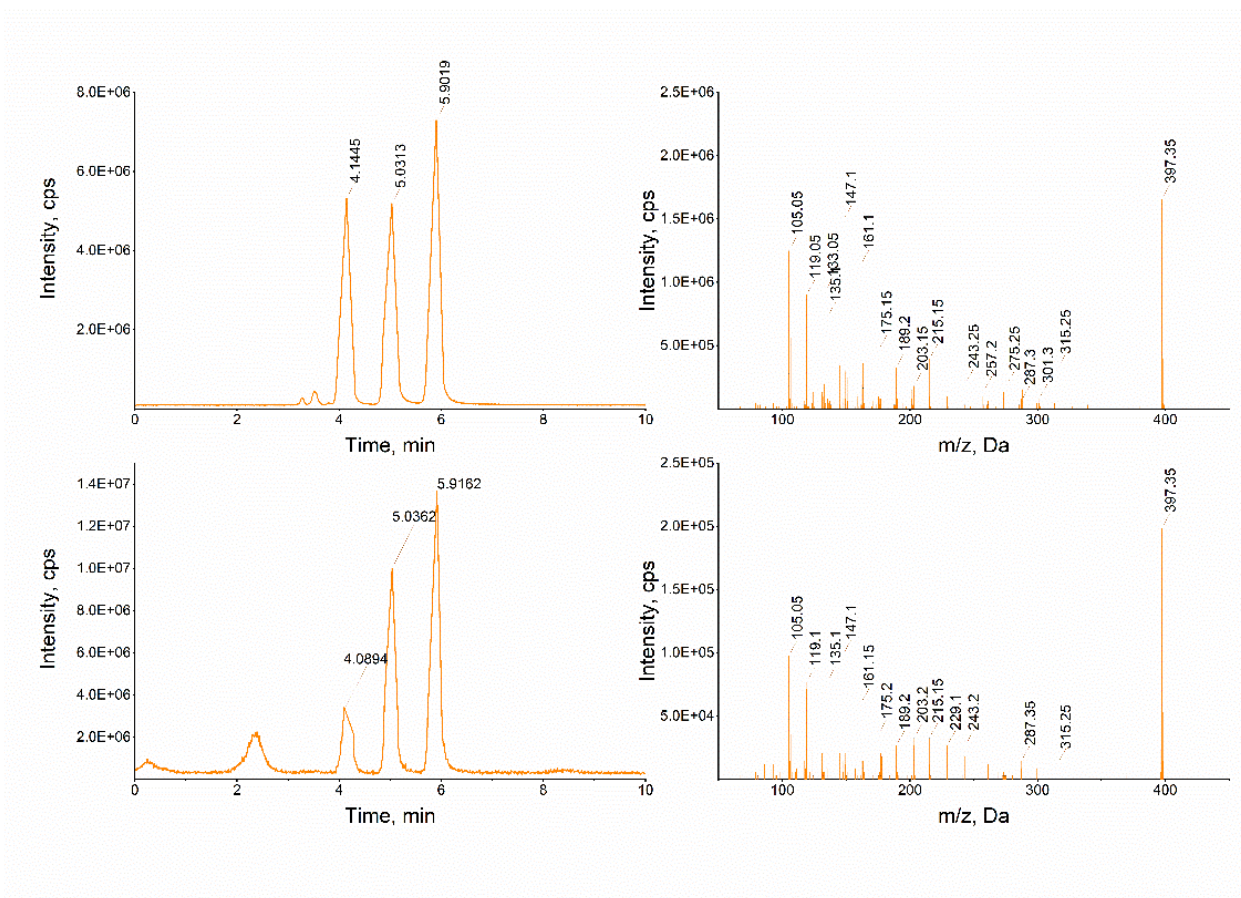 8.0E+06
6.0E+06
4.0E+06
2.0E+06
Intensity, cps
4.1445
5.0313
5.9019
0 2 4 6 8 10
Time, min
2.5E+06
2.0E+06
1.5E+06
1.0E+06
5.0E+05
Intensity, cps
105.05
119.05
133.05
135.1
147.1
161.1
175.15
189.2
203.15
215.15
243.25
257.2
275.25
287.3
301.3
315.25
397.35
100 200 300 400
m/z, Da
1.4E+07
1.2E+07
1.0E+07
8.0E+06
6.0E+06
4.0E+06
2.0E+06
Intensity, cps
4.0894
5.0362
5.9162
0 2 4 6 8 10
Time, min
2.5E+05
2.0E+05
1.5E+05
1.0E+05
5.0E+04
Intensity, cps
105.05
119.1
135.1
147.1
161.15
175.2
189.2
203.2
215.15
229.1
243.2
287.35
315.25
397.35
100 200 300 400
m/z, Da